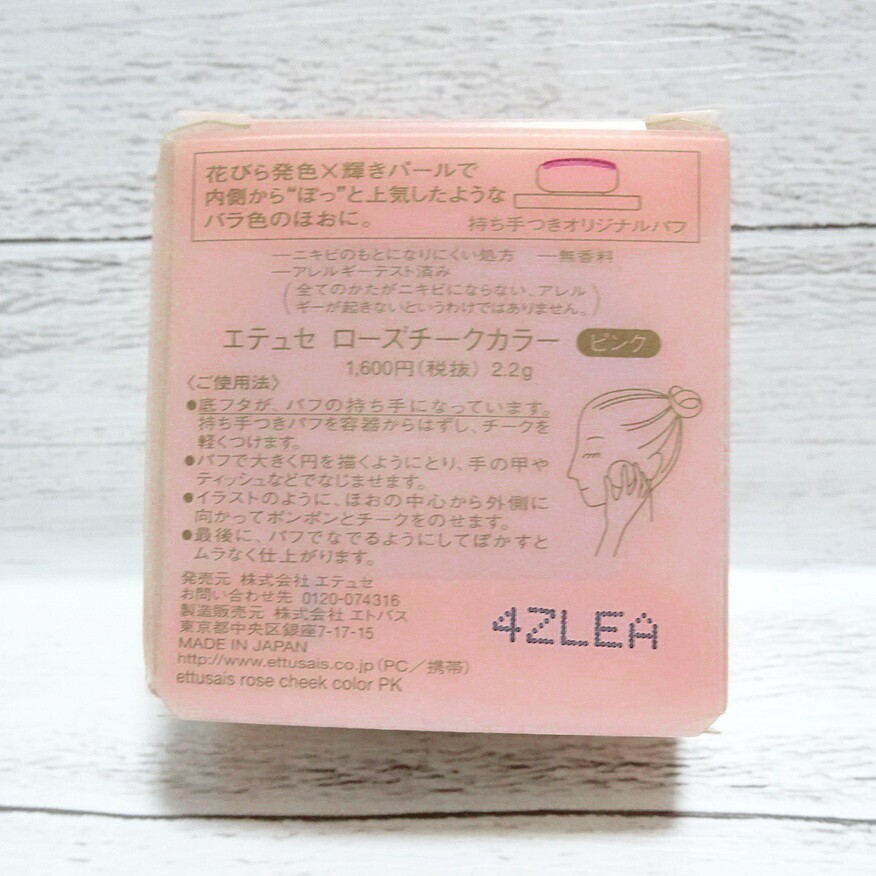 花びら発色×輝きパールで
内側から“ぽっ”と上気したような
バラ色のほおに。
持ち手つきオリジナルパフ
—ニキビのもとになりにくい処方 —無香料
—アレルギーテスト済み
(全てのかたがニキビにならない、アレル
ギーが起きないというわけではありません。)
エテュセ ローズチークカラー ピンク
1,600円(税抜) 2.2g
〈ご使用法〉
●底フタが、パフの持ち手になっています。
持ち手つきパフを容器からはずし、チークを
軽くつけます。
●パフで大きく円を描くようにとり、手の甲や
ティッシュなどでなじませます。
●イラストのように、ほおの中心から外側に
向かってポンポンとチークをのせます。
●最後に、パフでなでるようにしてぼかすと
ムラなく仕上がります。
発売元 株式会社 エテュセ
お問い合わせ先 0120-074316
製造販売元 株式会社 エトバス
東京都中央区銀座7-17-15
MADE IN JAPAN
http://www.ettusais.co.jp(PC/携帯)
ettusais rose cheek color PK
4ZLEA